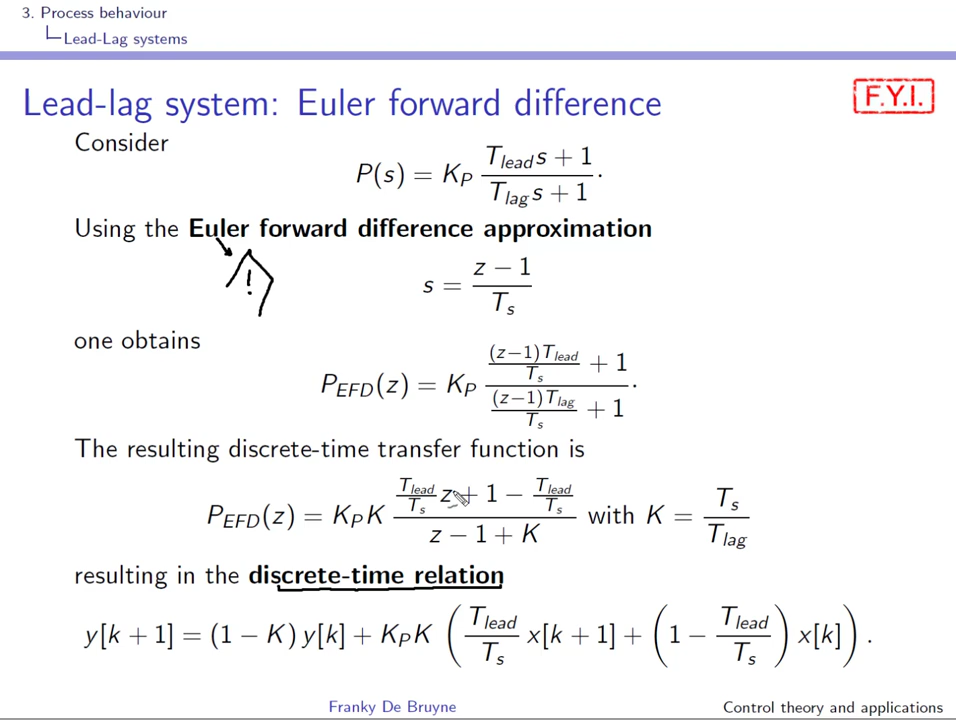 3. Process behaviour
Lead-Lag systems
Lead-lag system: Euler forward difference
F.Y.I.
Consider
P(s) = K_P (T_lead s + 1) / (T_lag s + 1).
Using the Euler forward difference approximation
!
s = (z − 1) / T_s
one obtains
P_EFD(z) = K_P ((z−1)T_lead / T_s + 1) / ((z−1)T_lag / T_s + 1).
The resulting discrete-time transfer function is
P_EFD(z) = K_P K (T_lead/T_s z + 1 − T_lead/T_s) / (z − 1 + K) with K = T_s / T_lag
resulting in the discrete-time relation
y[k + 1] = (1 − K) y[k] + K_P K (T_lead/T_s x[k + 1] + (1 − T_lead/T_s) x[k]).
Franky De Bruyne
Control theory and applications